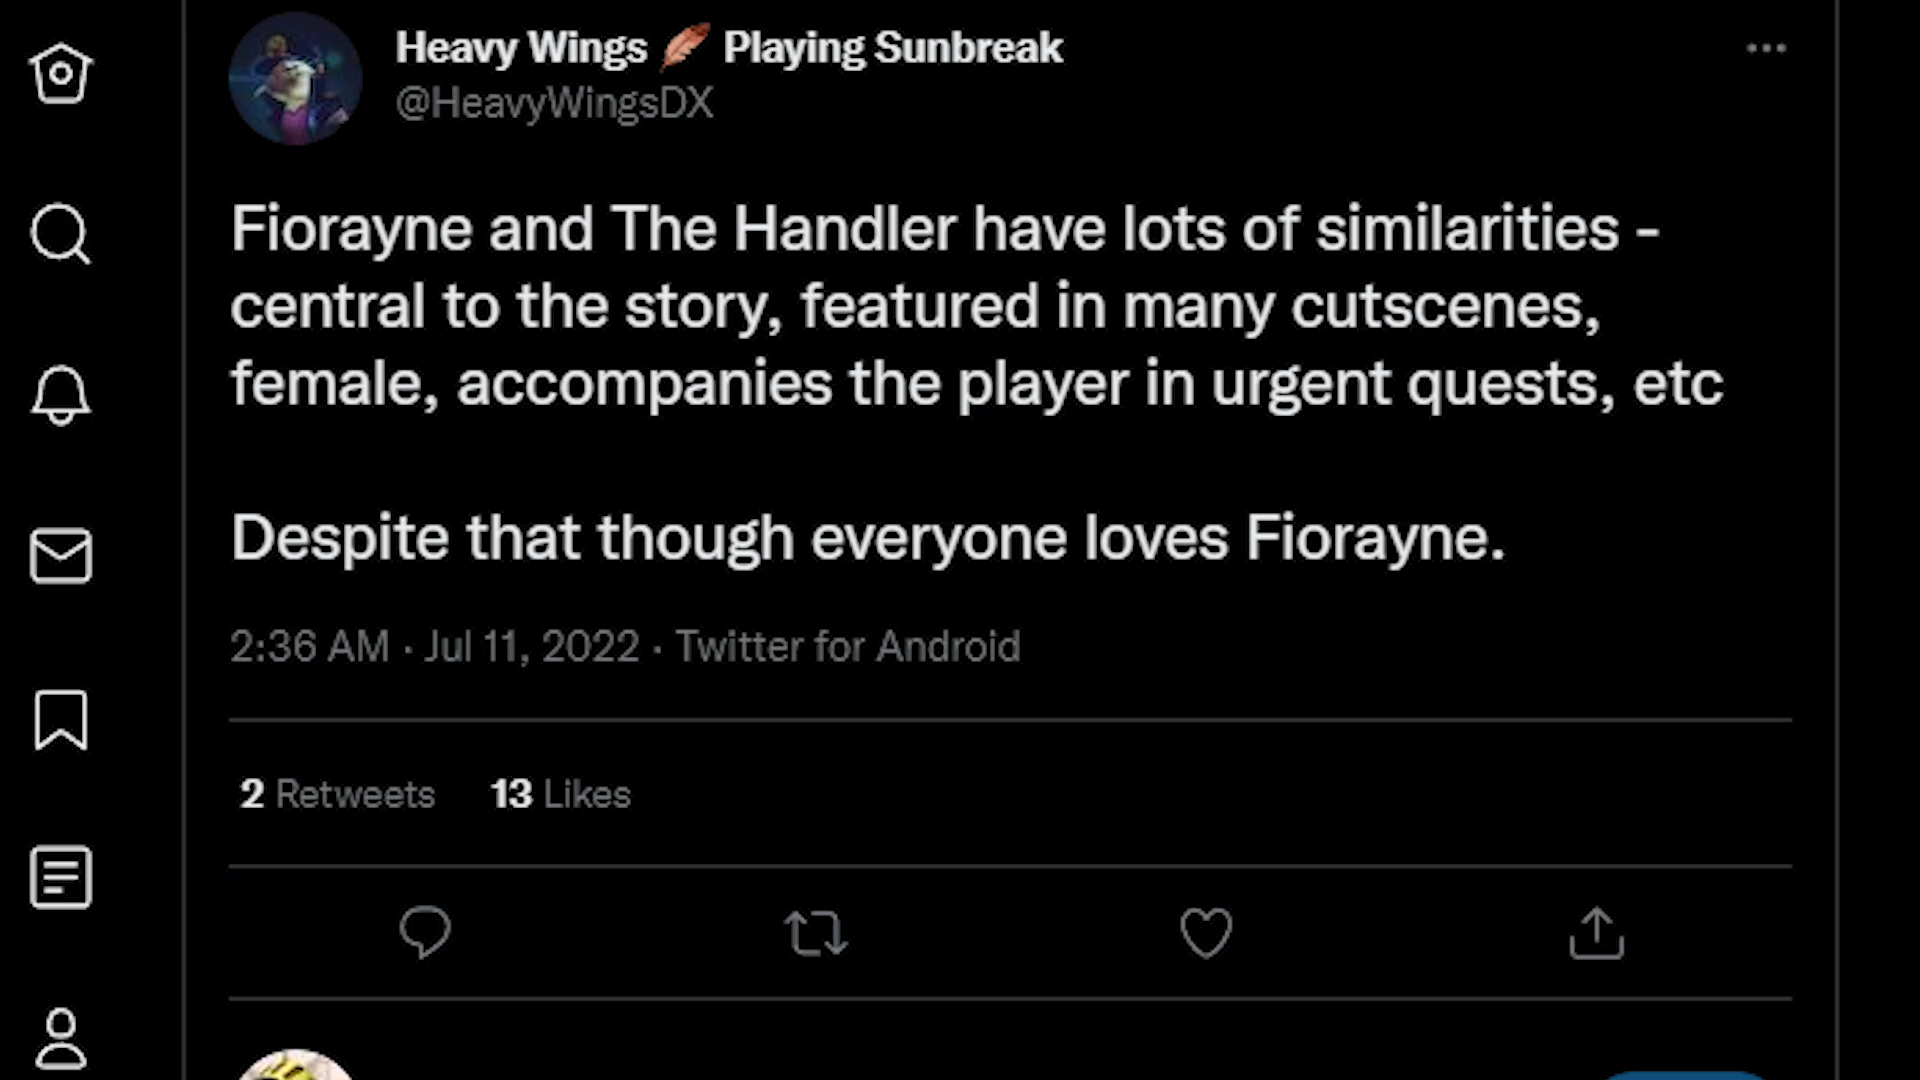 Heavy Wings 🪶 Playing Sunbreak
@HeavyWingsDX
Fiorayne and The Handler have lots of similarities -
central to the story, featured in many cutscenes,
female, accompanies the player in urgent quests, etc
Despite that though everyone loves Fiorayne.
2:36 AM · Jul 11, 2022 · Twitter for Android
2 Retweets 13 Likes